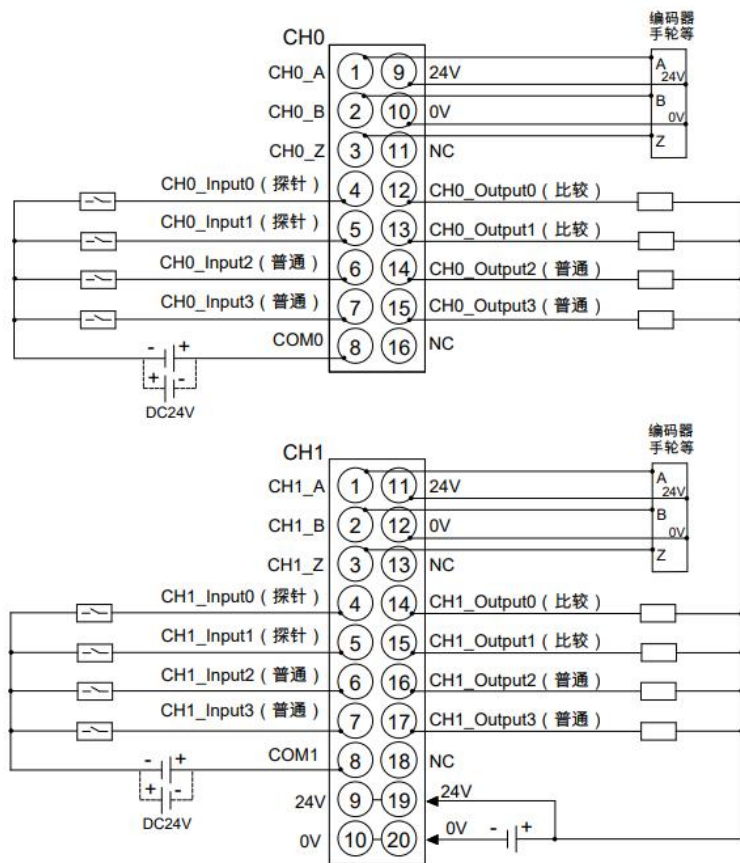 编码器
手轮等
CH0
CH0_A 1 9 24V A 24V
CH0_B 2 10 0V B 0V
CH0_Z 3 11 NC Z
CH0_Input0（探针） 4 12 CH0_Output0（比较）
CH0_Input1（探针） 5 13 CH0_Output1（比较）
CH0_Input2（普通） 6 14 CH0_Output2（普通）
CH0_Input3（普通） 7 15 CH0_Output3（普通）
COM0 8 16 NC
- +
+ -
DC24V
编码器
手轮等
CH1
CH1_A 1 11 24V A 24V
CH1_B 2 12 0V B 0V
CH1_Z 3 13 NC Z
CH1_Input0（探针） 4 14 CH1_Output0（比较）
CH1_Input1（探针） 5 15 CH1_Output1（比较）
CH1_Input2（普通） 6 16 CH1_Output2（普通）
CH1_Input3（普通） 7 17 CH1_Output3（普通）
COM1 8 18 NC
- +
+ -
DC24V
24V 9 19 24V
0V 10 20 0V - +